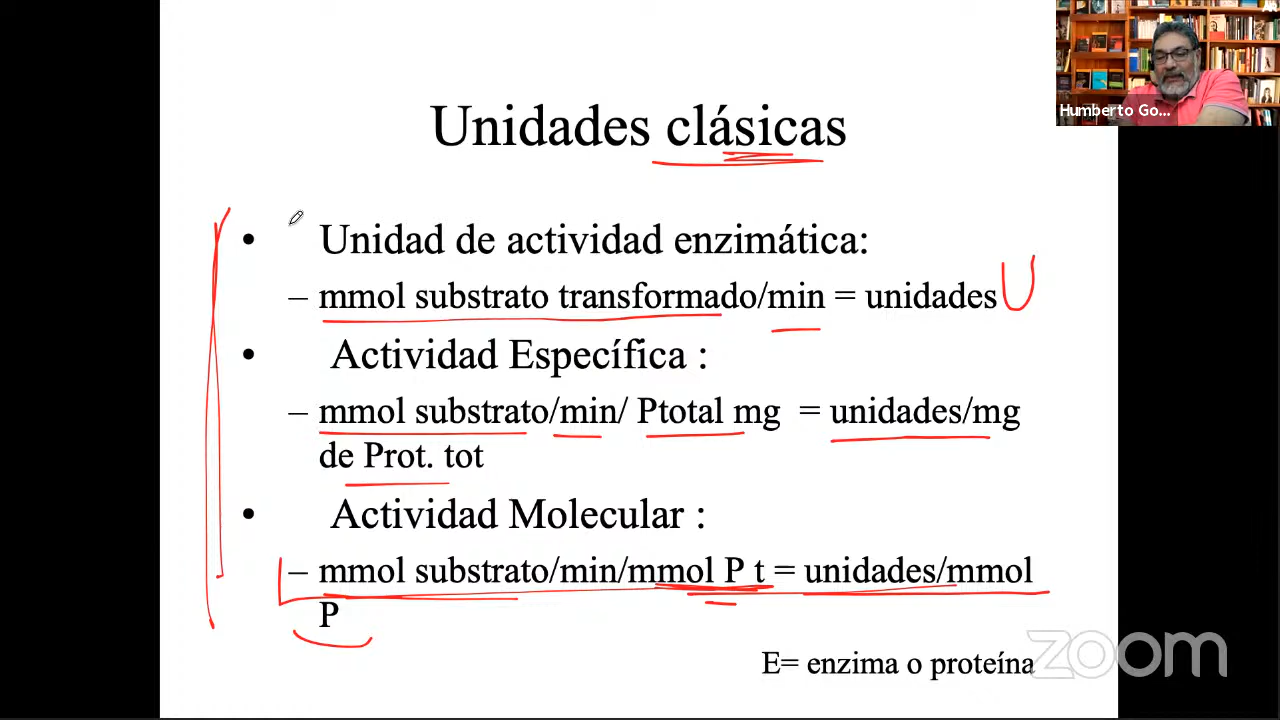 Humberto Go...
Unidades clásicas
• Unidad de actividad enzimática:
– mmol substrato transformado/min = unidades U
• Actividad Específica :
– mmol substrato/min/ Ptotal mg = unidades/mg
de Prot. tot
• Actividad Molecular :
– mmol substrato/min/mmol P t = unidades/mmol
P
E= enzima o proteína
zoom